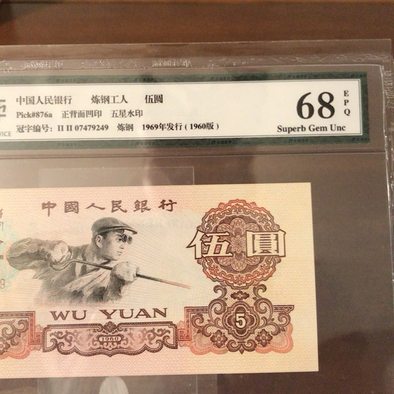 中国人民银行 炼钢工人 伍圆
Pick#876a 正背面凹印 五星水印
冠字编号: II II 07479249 炼钢 1969年发行 (1960版)
68 EPQ
Superb Gem Unc
VICE
中国人民银行
伍圆
WU YUAN
1960
5